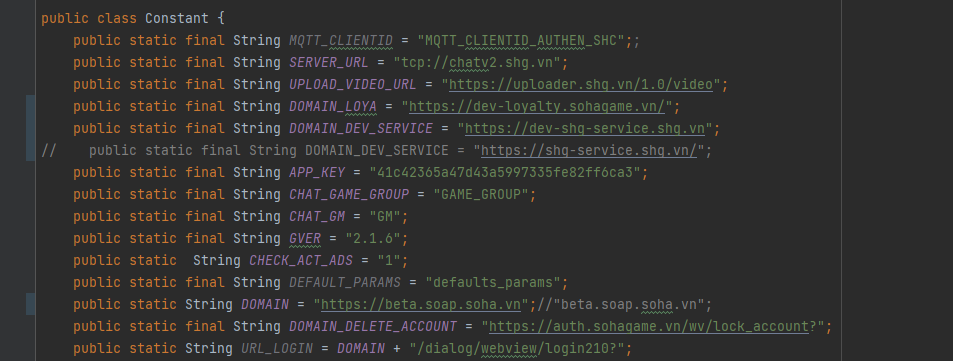 public class Constant {
public static final String MQTT_CLIENTID = "MQTT_CLIENTID_AUTHEN_SHC";;
public static final String SERVER_URL = "tcp://chatv2.shg.vn";
public static final String UPLOAD_VIDEO_URL = "https://uploader.shg.vn/1.0/video";
public static final String DOMAIN_LOYA = "https://dev-loyalty.sohagame.vn/";
public static final String DOMAIN_DEV_SERVICE = "https://dev-shg-service.shg.vn";
// public static final String DOMAIN_DEV_SERVICE = "https://shg-service.shg.vn/";
public static final String APP_KEY = "41c42365a47d43a5997335fe82ff6ca3";
public static final String CHAT_GAME_GROUP = "GAME_GROUP";
public static final String CHAT_GM = "GM";
public static final String GVER = "2.1.6";
public static  String CHECK_ACT_ADS = "1";
public static final String DEFAULT_PARAMS = "defaults_params";
public static String DOMAIN = "https://beta.soap.soha.vn";//"beta.soap.soha.vn";
public static final String DOMAIN_DELETE_ACCOUNT = "https://auth.sohagame.vn/wv/lock_account?";
public static String URL_LOGIN = DOMAIN + "/dialog/webview/login210?";